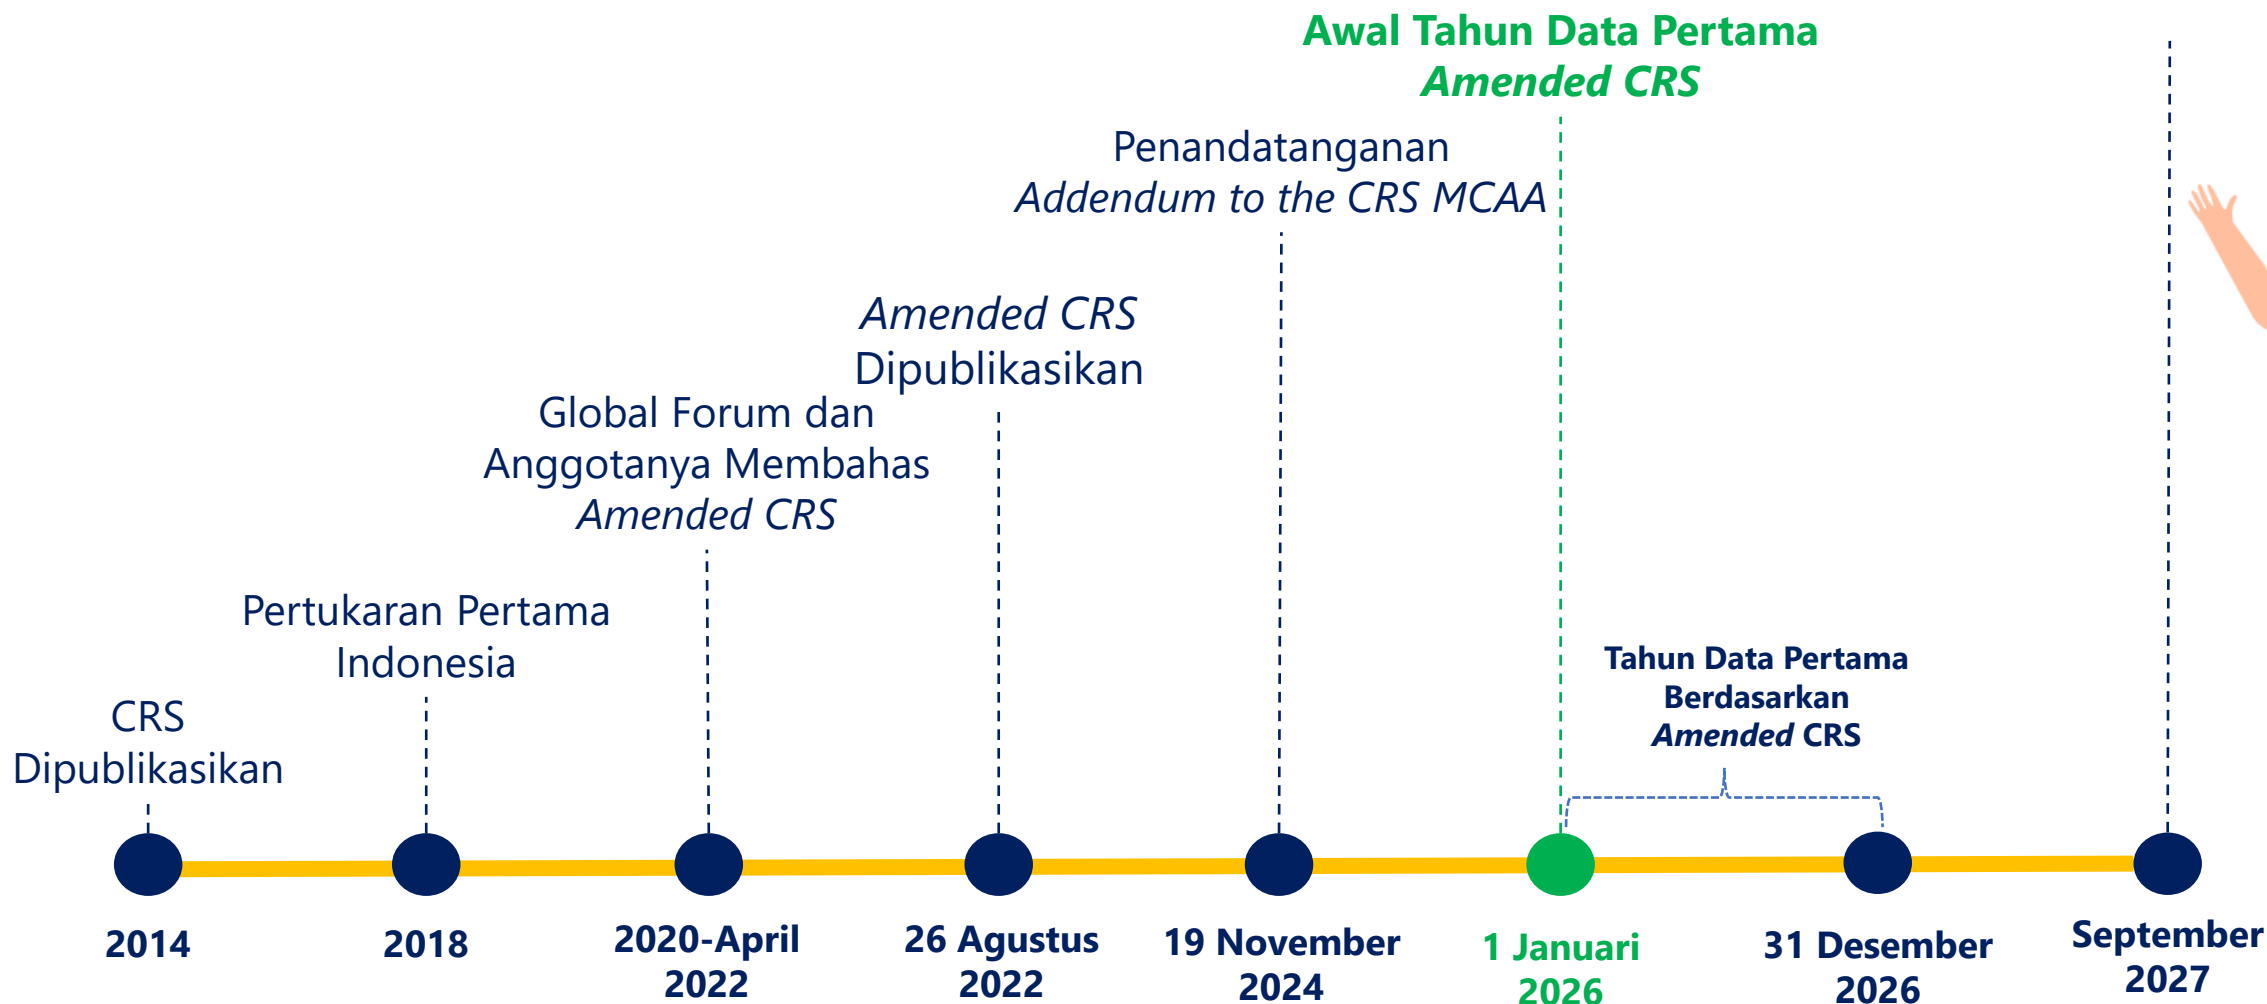 Awal Tahun Data Pertama
Amended CRS
Penandatanganan
Addendum to the CRS MCAA
Amended CRS
Dipublikasikan
Global Forum dan
Anggotanya Membahas
Amended CRS
Pertukaran Pertama
Indonesia
CRS
Dipublikasikan
Tahun Data Pertama
Berdasarkan
Amended CRS
2014
2018
2020-April
2022
26 Agustus
2022
19 November
2024
1 Januari
2026
31 Desember
2026
September
2027